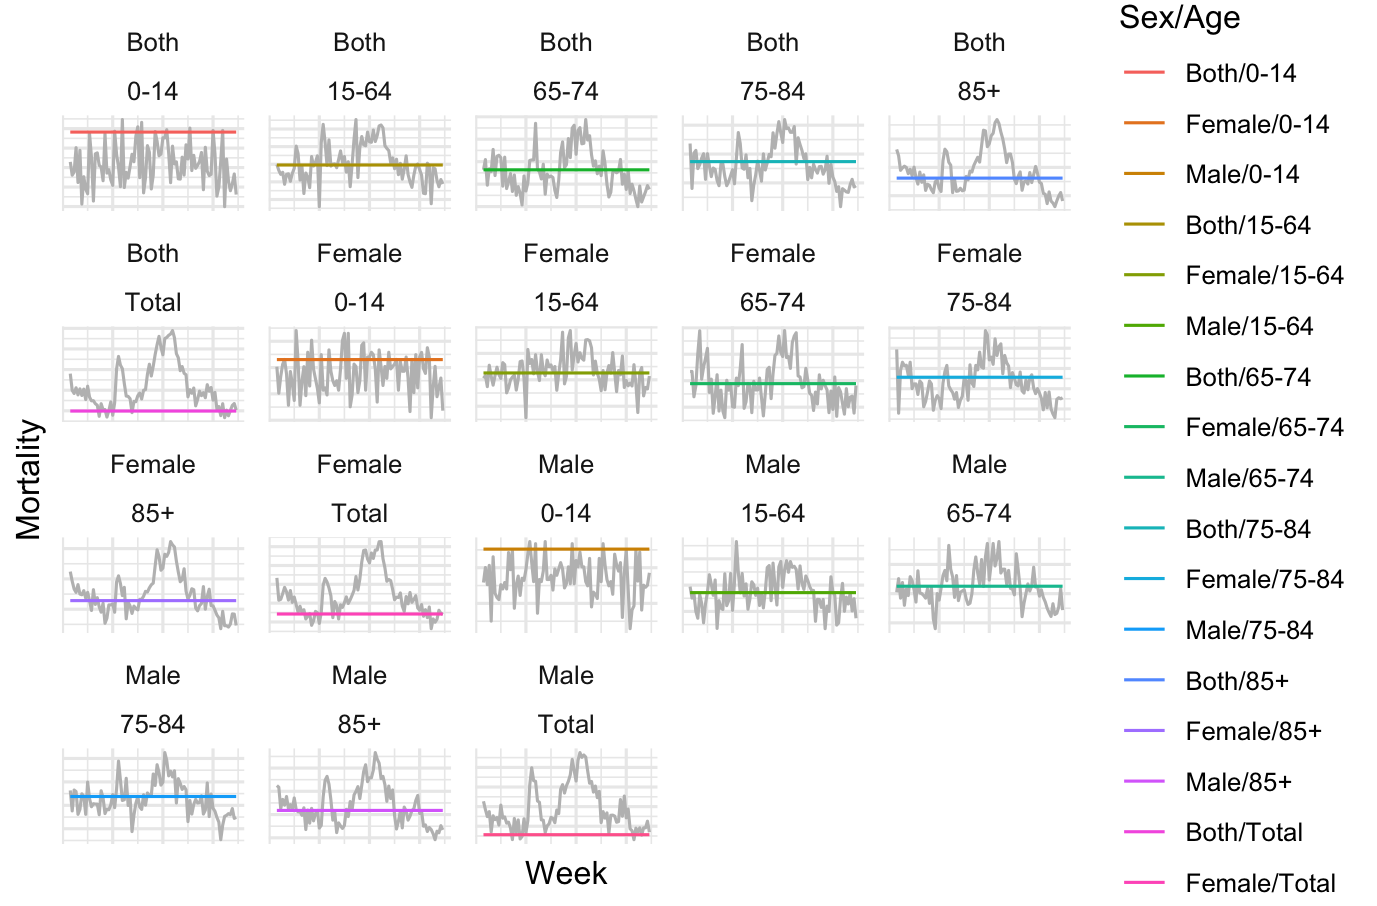 Both Both Both Both Both
0-14 15-64 65-74 75-84 85+
Both Female Female Female Female
Total 0-14 15-64 65-74 75-84
Female Female Male Male Male
85+ Total 0-14 15-64 65-74
Male Male Male
75-84 85+ Total
Mortality
Week
Sex/Age
Both/0-14
Female/0-14
Male/0-14
Both/15-64
Female/15-64
Male/15-64
Both/65-74
Female/65-74
Male/65-74
Both/75-84
Female/75-84
Male/75-84
Both/85+
Female/85+
Male/85+
Both/Total
Female/Total